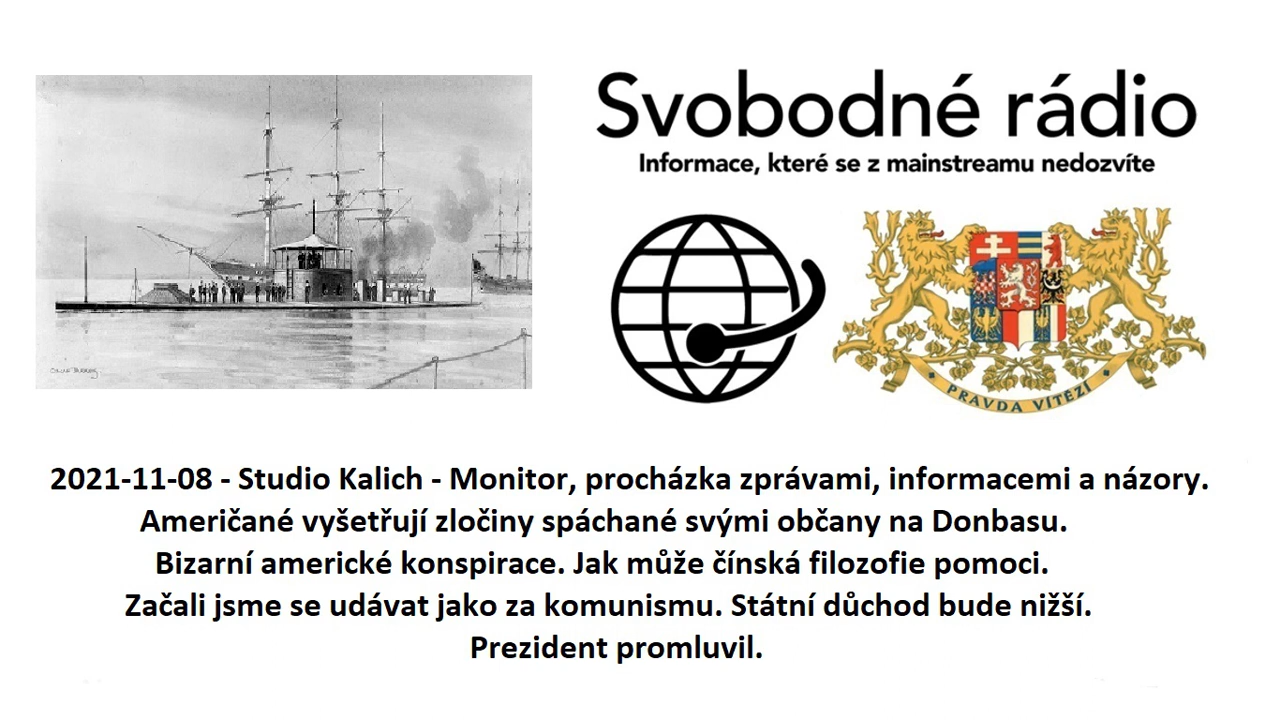 Svobodné rádio
Informace, které se z mainstreamu nedozvíte
PRAVDA VÍTĚZÍ
2021-11-08 - Studio Kalich - Monitor, procházka zprávami, informacemi a názory.
Američané vyšetřují zločiny spáchané svými občany na Donbasu.
Bizarní americké konspirace. Jak může čínská filozofie pomoci.
Začali jsme se udávat jako za komunismu. Státní důchod bude nižší.
Prezident promluvil.